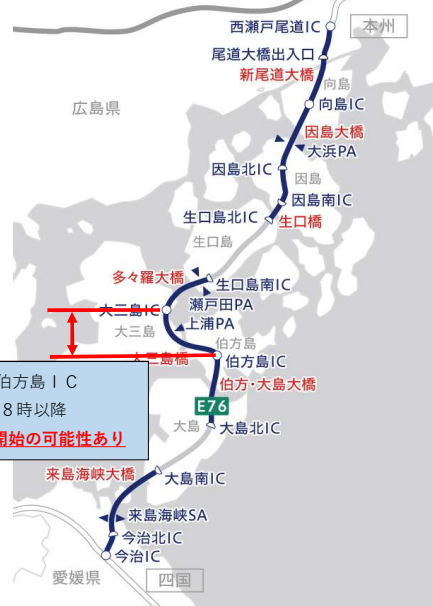 西瀬戸尾道IC
本州
尾道大橋出入口
新尾道大橋
向島
広島県
向島IC
因島大橋
大浜PA
因島北IC
因島
因島南IC
生口島北IC
生口橋
生口島
多々羅大橋
生口島南IC
大三島IC
瀬戸田PA
大三島
上浦PA
伯方島
大三島橋
伯方島IC
伯方島IC
8時以降
開始の可能性あり
伯方・大島大橋
E76
大島
大島北IC
来島海峡大橋
大島南IC
来島海峡SA
今治北IC
今治IC
愛媛県
四国